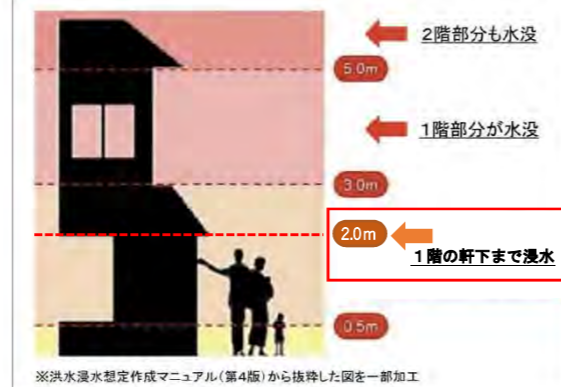 2階部分も水没
5.0m
1階部分が水没
3.0m
2.0m
1階の軒下まで浸水
0.5m
※洪水浸水想定作成マニュアル(第4版)から抜粋した図を一部加工